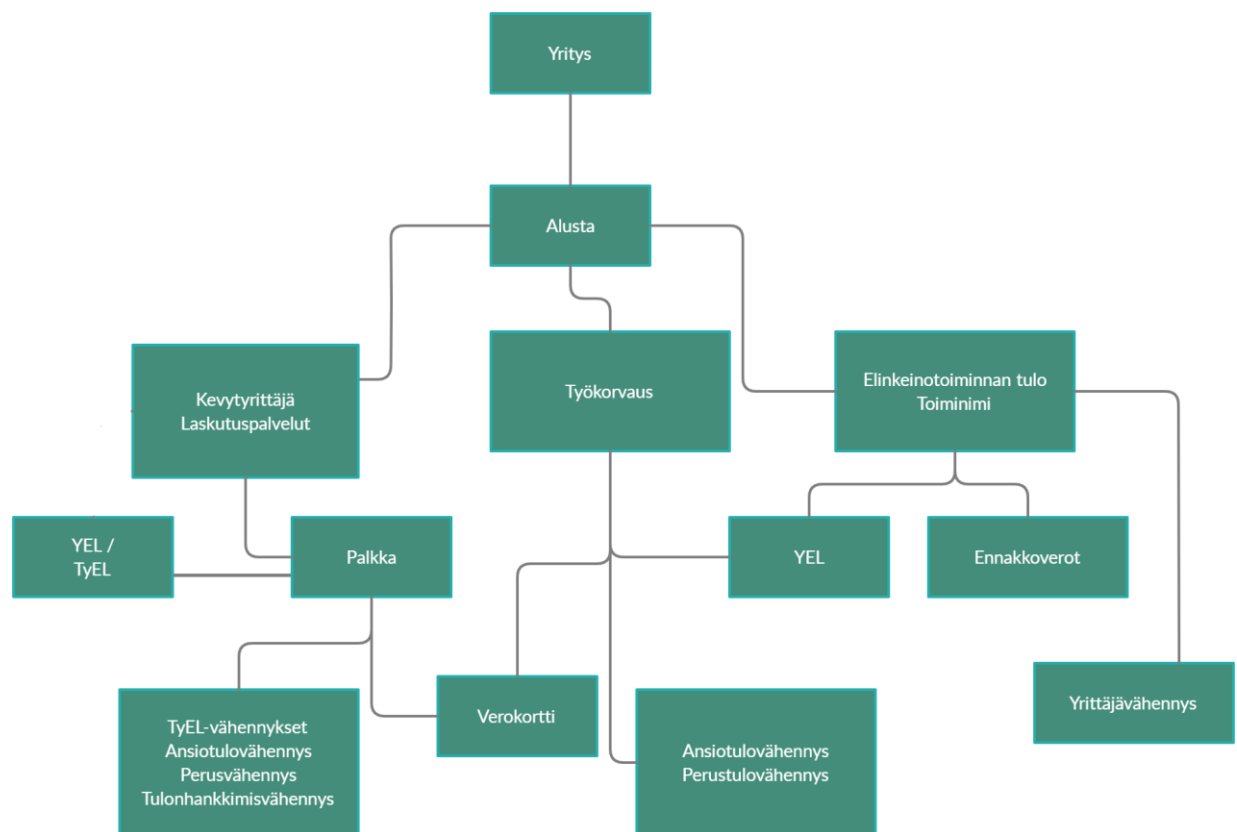 Yritys
Alusta
Kevytyrittäjä
Laskutuspalvelut
Työkorvaus
Elinkeinotoiminnan tulo
Toiminimi
YEL /
TyEL
Palkka
YEL
Ennakkoverot
TyEL-vähennykset
Ansiotulovähennys
Perusvähennys
Tulonhankkimisvähennys
Verokortti
Ansiotulovähennys
Perustulovähennys
Yrittäjävähennys